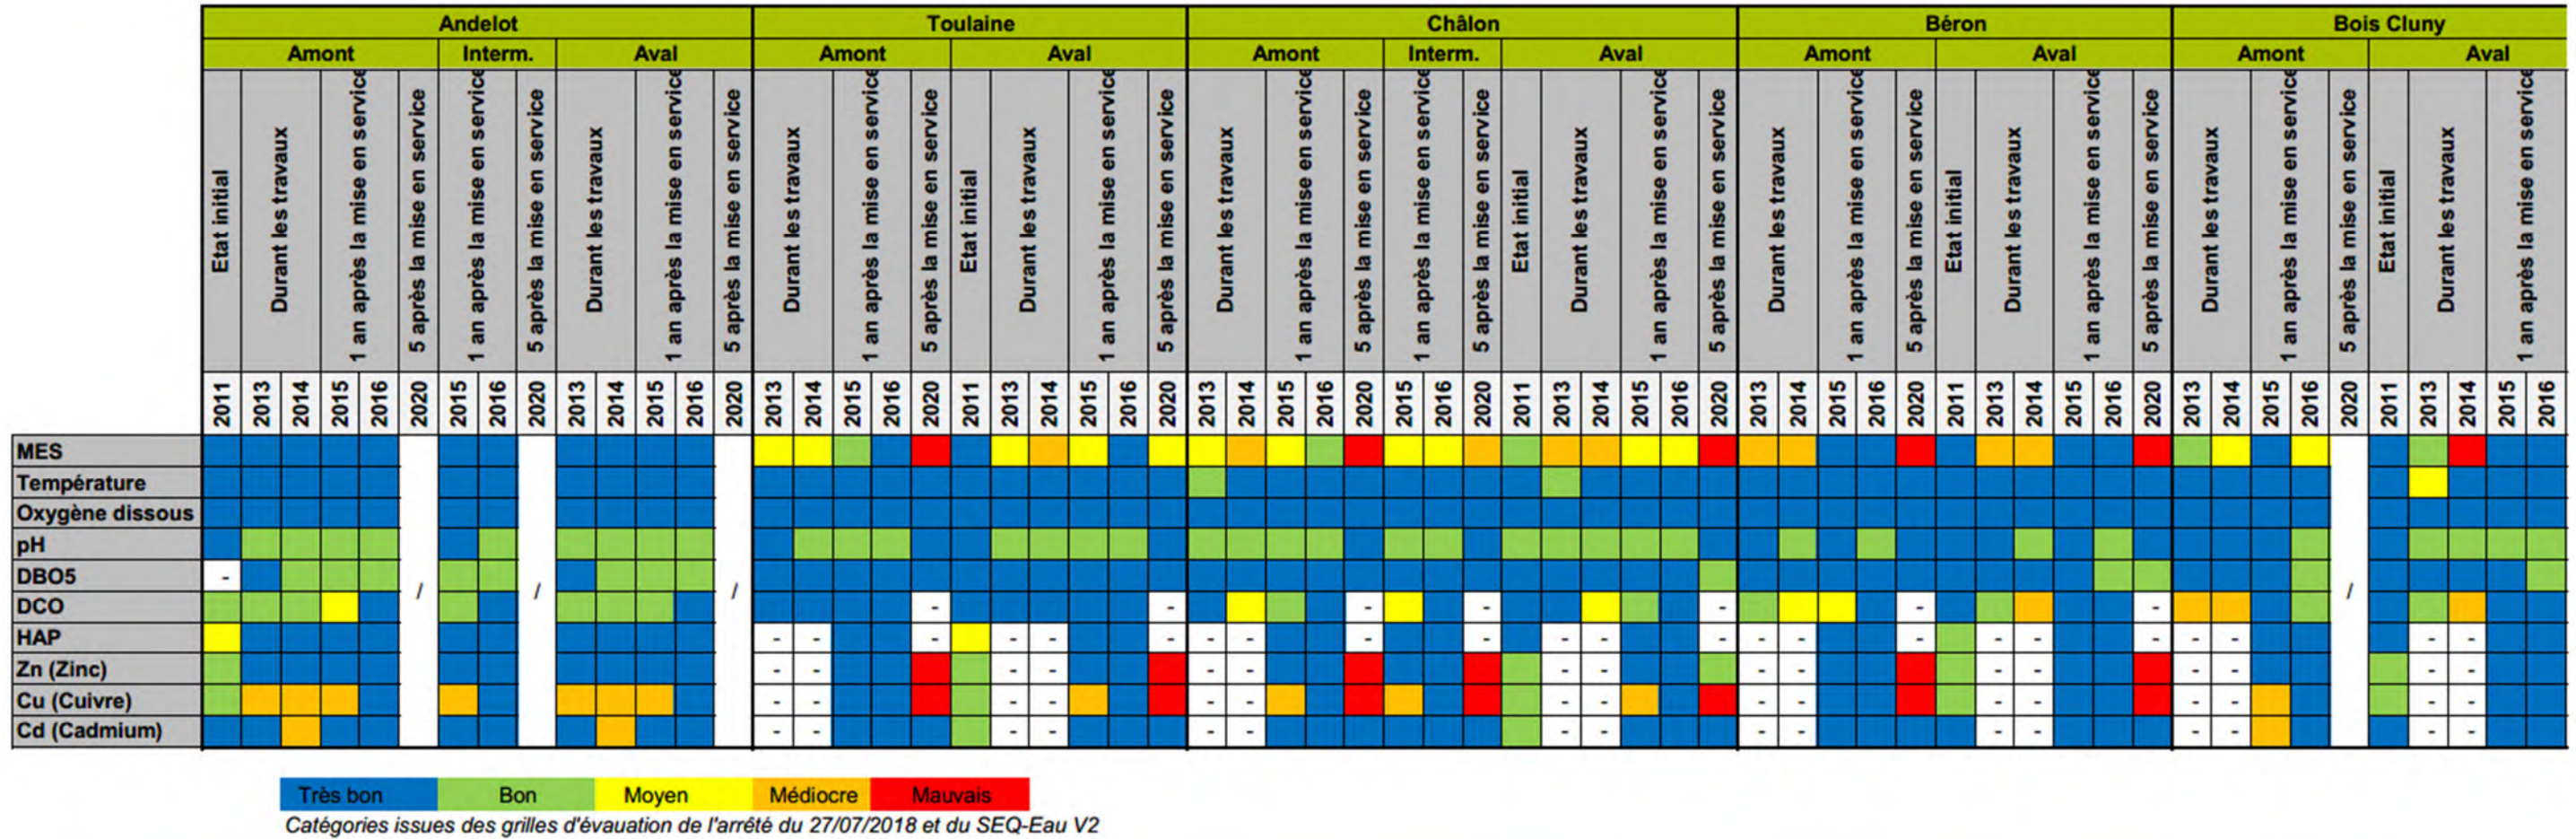 Andelot Toulaine Châlon Béron Bois Cluny
Amont Interm. Aval Amont Aval Amont Interm. Aval Amont Aval Amont Aval
Etat initial Durant les travaux 1 an après la mise en service 5 après la mise en service 1 an après la mise en service 5 après la mise en service Durant les travaux 1 an après la mise en service 5 après la mise en service Durant les travaux 1 an après la mise en service 5 après la mise en service Etat initial Durant les travaux 1 an après la mise en service 5 après la mise en service Durant les travaux 1 an après la mise en service 5 après la mise en service 1 an après la mise en service 5 après la mise en service Etat initial Durant les travaux 1 an après la mise en service 5 après la mise en service Durant les travaux 1 an après la mise en service 5 après la mise en service Etat initial Durant les travaux 1 an après la mise en service 5 après la mise en service Durant les travaux 1 an après la mise en service 5 après la mise en service Etat initial Durant les travaux 1 an après la mise en service
2011 2013 2014 2015 2016 2020 2015 2016 2020 2013 2014 2015 2016 2020 2013 2014 2015 2016 2020 2011 2013 2014 2015 2016 2020 2013 2014 2015 2016 2020 2015 2016 2020 2011 2013 2014 2015 2016 2020 2013 2014 2015 2016 2020 2011 2013 2014 2015 2016 2020 2013 2014 2015 2016 2020 2011 2013 2014 2015 2016
MES
Température
Oxygène dissous
pH
DBO5 - / / / /
DCO - - - - - - -
HAP - - - - - - - - - - - - - - - - - - - - - - -
Zn (Zinc) - - - - - - - - - - - - - - - -
Cu (Cuivre) - - - - - - - - - - - - - - - -
Cd (Cadmium) - - - - - - - - - - - - - - - -
Très bon Bon Moyen Médiocre Mauvais
Catégories issues des grilles d'évauation de l'arrêté du 27/07/2018 et du SEQ-Eau V2